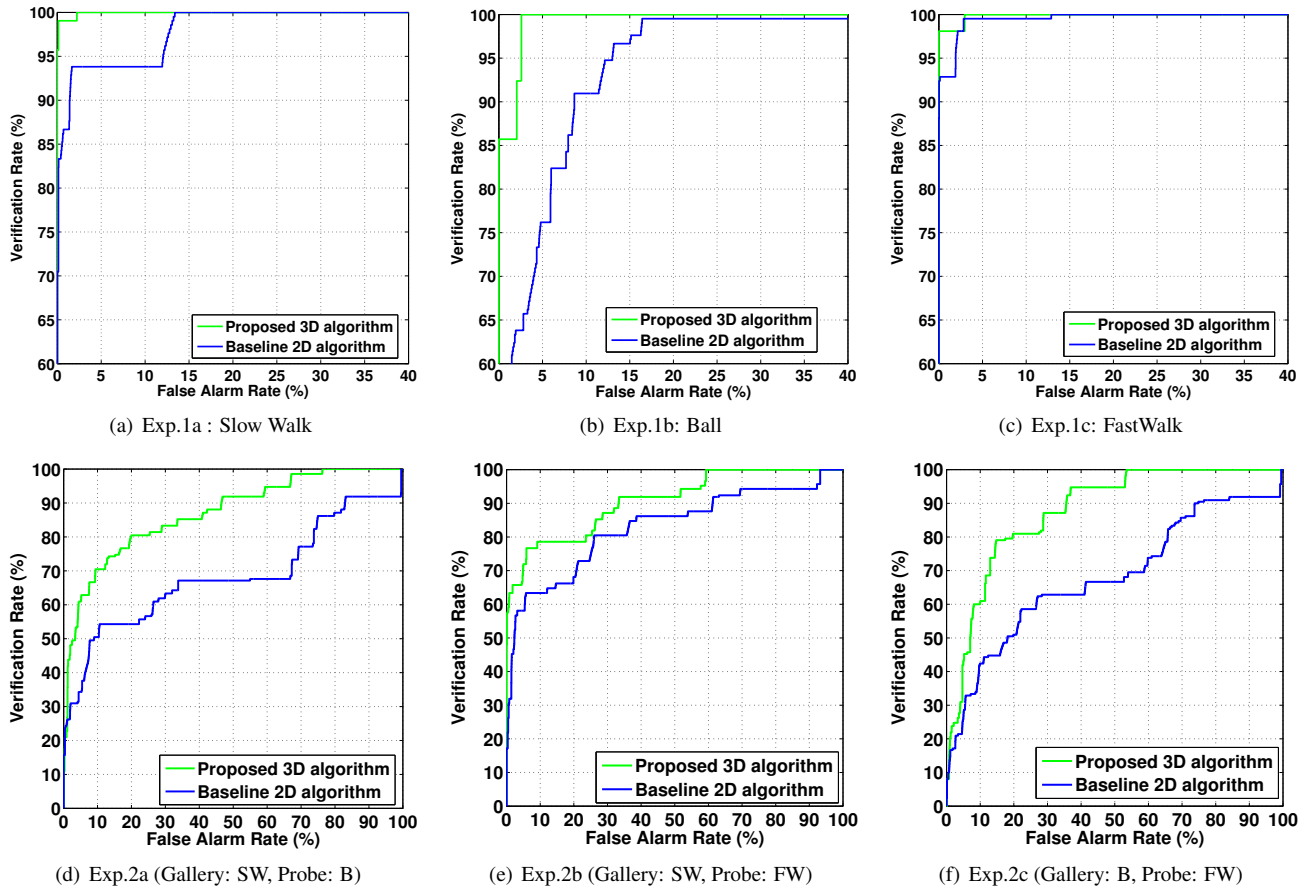 100
95
90
85
80
75
70
65
60
Verification Rate (%)
0 5 10 15 20 25 30 35 40
False Alarm Rate (%)
Proposed 3D algorithm
Baseline 2D algorithm
(a) Exp.1a : Slow Walk
100
95
90
85
80
75
70
65
60
Verification Rate (%)
0 5 10 15 20 25 30 35 40
False Alarm Rate (%)
Proposed 3D algorithm
Baseline 2D algorithm
(b) Exp.1b: Ball
100
95
90
85
80
75
70
65
60
Verification Rate (%)
0 5 10 15 20 25 30 35 40
False Alarm Rate (%)
Proposed 3D algorithm
Baseline 2D algorithm
(c) Exp.1c: FastWalk
100
90
80
70
60
50
40
30
20
10
0
Verification Rate (%)
0 10 20 30 40 50 60 70 80 90 100
False Alarm Rate (%)
Proposed 3D algorithm
Baseline 2D algorithm
(d) Exp.2a (Gallery: SW, Probe: B)
100
90
80
70
60
50
40
30
20
10
0
Verification Rate (%)
0 10 20 30 40 50 60 70 80 90 100
False Alarm Rate (%)
Proposed 3D algorithm
Baseline 2D algorithm
(e) Exp.2b (Gallery: SW, Probe: FW)
100
90
80
70
60
50
40
30
20
10
0
Verification Rate (%)
0 10 20 30 40 50 60 70 80 90 100
False Alarm Rate (%)
Proposed 3D algorithm
Baseline 2D algorithm
(f) Exp.2c (Gallery: B, Probe: FW)